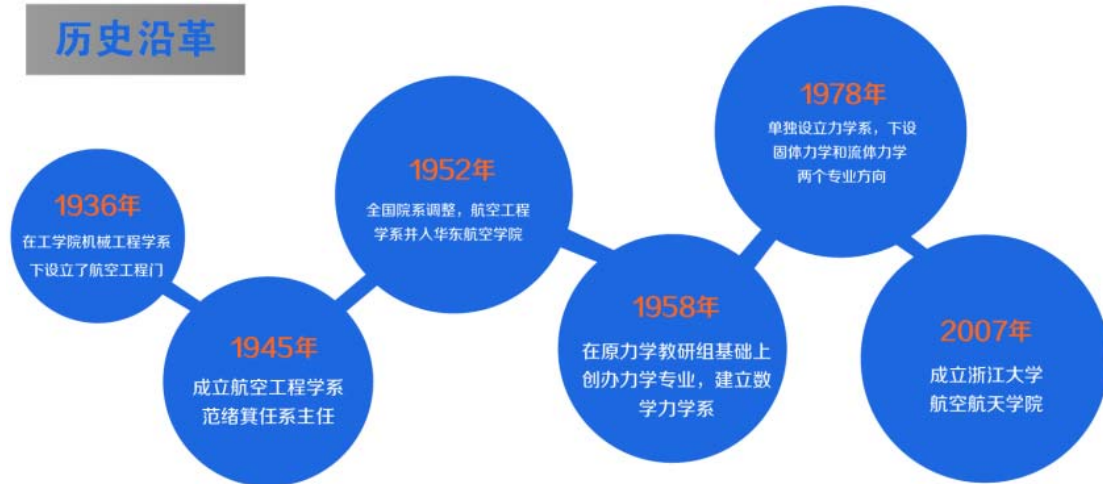 历史沿革
1936年
在工学院机械工程学系
下设立了航空工程门
1945年
成立航空工程学系
范绪箕任系主任
1952年
全国院系调整，航空工程
学系并人华东航空学院
1958年
在原力学教研组基础上
创办力学专业，建立数
学力学系
1978年
单独设立力学系，下设
固体力学和流体力学
两个专业方向
2007年
成立浙江大学
航空航天学院